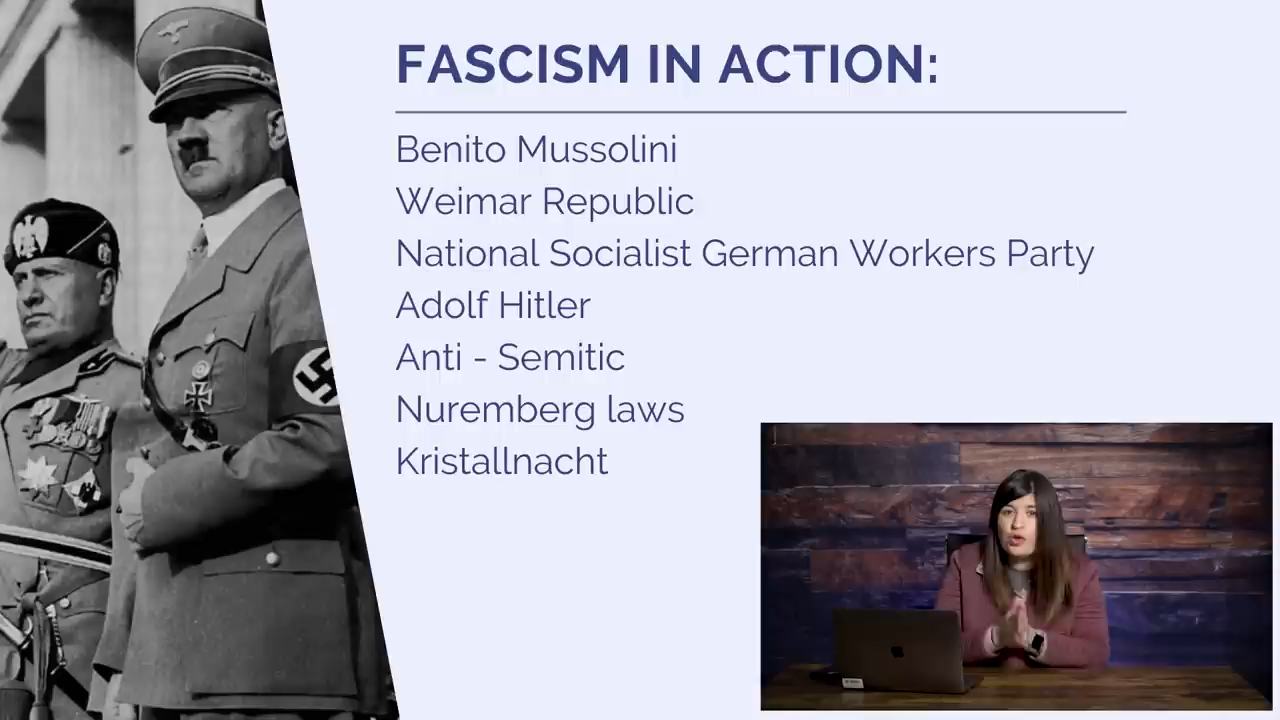 FASCISM IN ACTION:
Benito Mussolini
Weimar Republic
National Socialist German Workers Party
Adolf Hitler
Anti - Semitic
Nuremberg laws
Kristallnacht